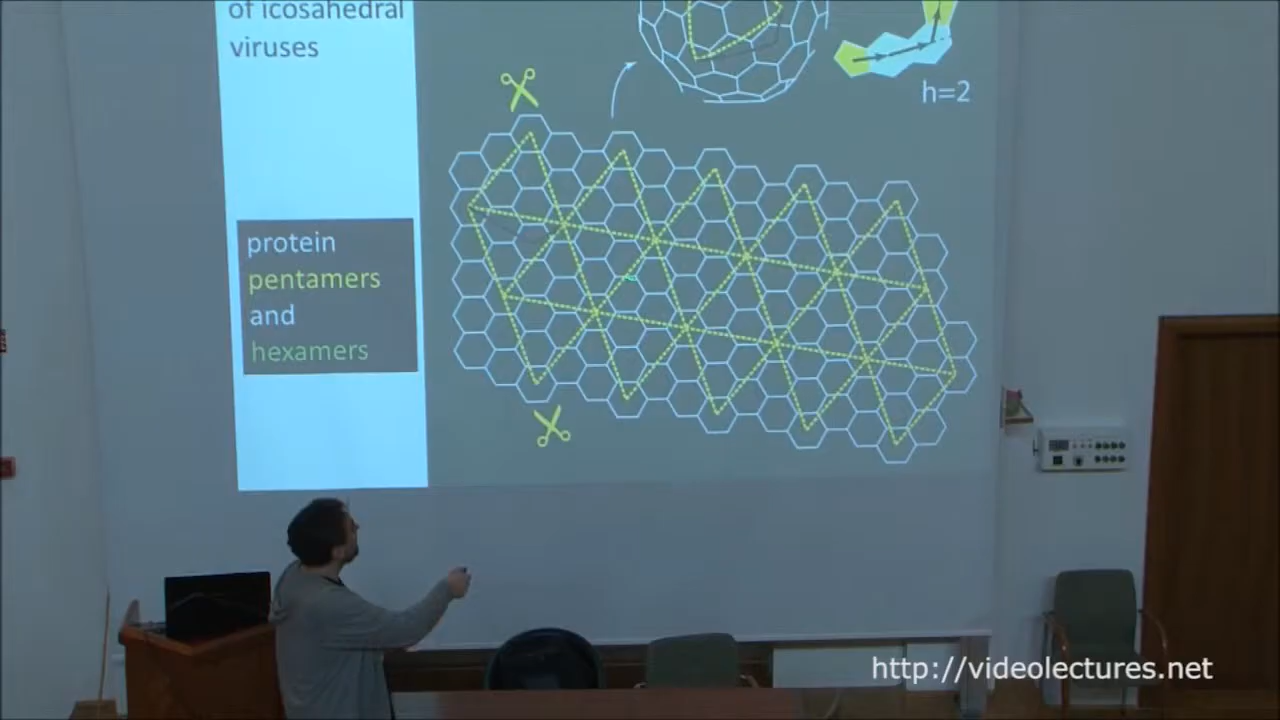 of icosahedral
viruses
h=2
protein
pentamers
and
hexamers
http://videolectures.net